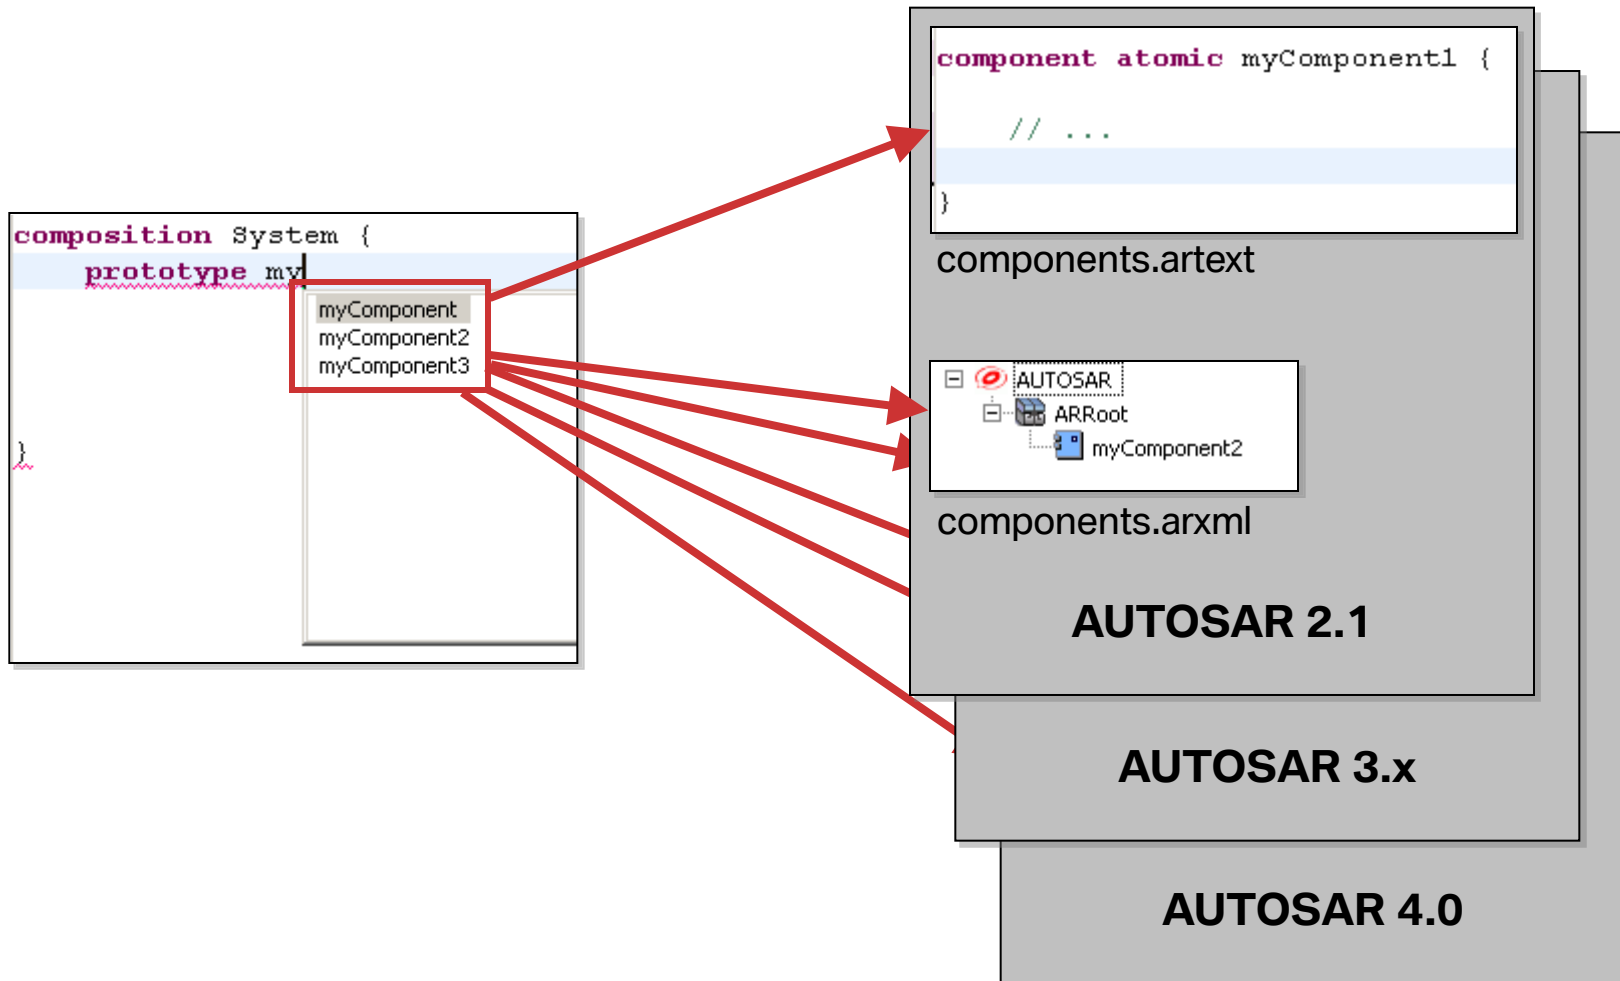 composition System {
prototype my
myComponent
myComponent2
myComponent3
}
component atomic myComponent1 {
// ...
}
components.artext
AUTOSAR
ARRoot
myComponent2
components.arxml
AUTOSAR 2.1
AUTOSAR 3.x
AUTOSAR 4.0